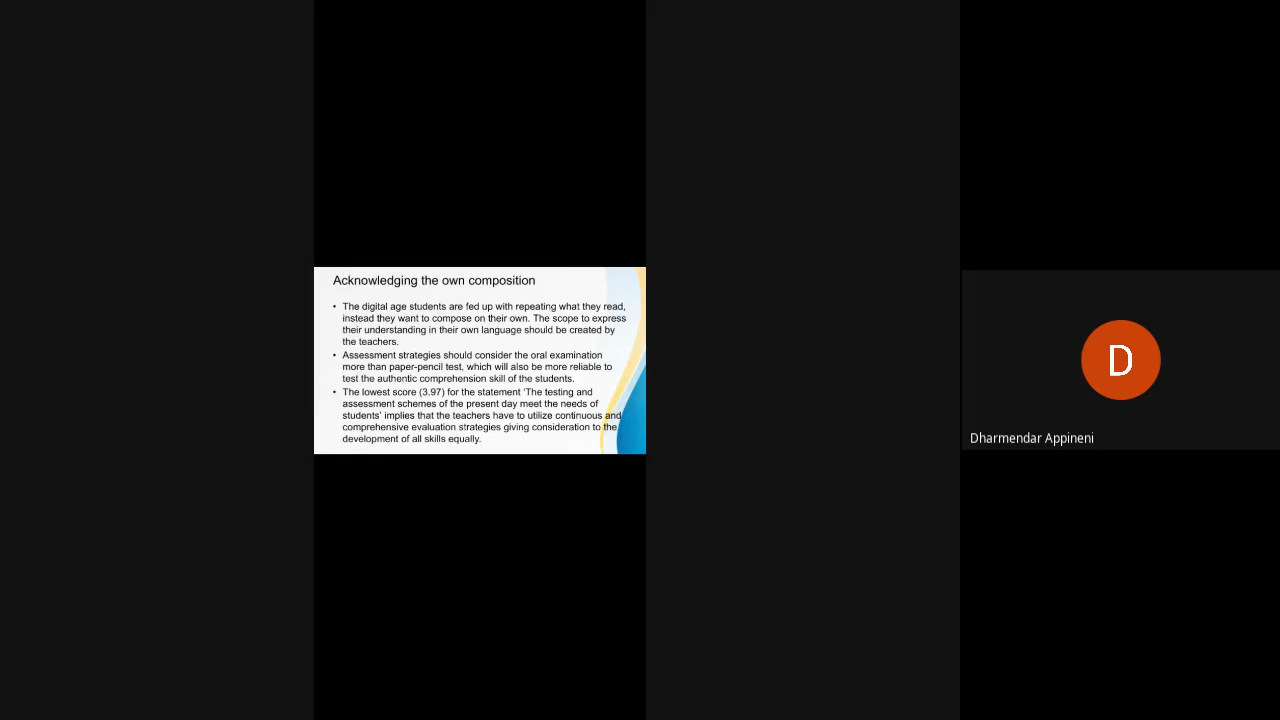 Acknowledging the own composition
• The digital age students are fed up with repeating what they read,
instead they want to compose on their own. The scope to express
their understanding in their own language should be created by
the teachers.
• Assessment strategies should consider the oral examination
more than paper-pencil test, which will also be more reliable to
test the authentic comprehension skill of the students.
• The lowest score (3.97) for the statement 'The testing and
assessment schemes of the present day meet the needs of
students' implies that the teachers have to utilize continuous and
comprehensive evaluation strategies giving consideration to the
development of all skills equally.
D
Dharmendar Appineni